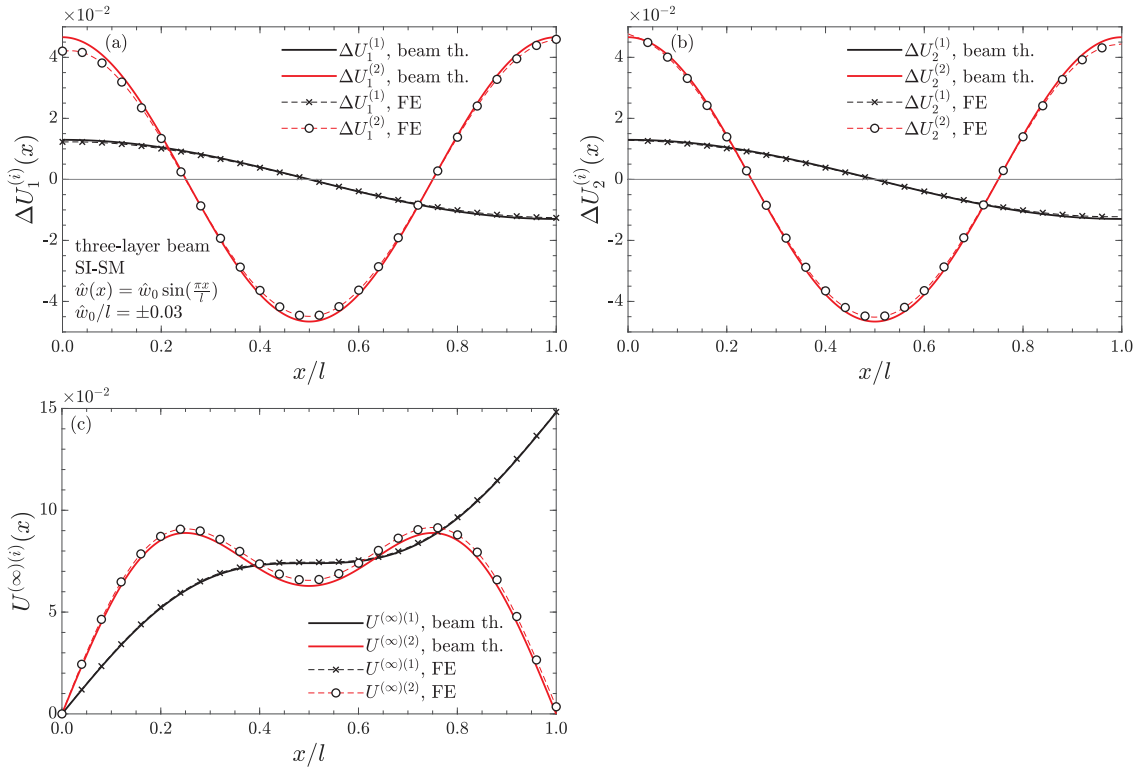 ×10⁻²
(a)
ΔU₁⁽¹⁾, beam th.
ΔU₁⁽²⁾, beam th.
ΔU₁⁽¹⁾, FE
ΔU₁⁽²⁾, FE
4
2
0
-2
-4
ΔU₁⁽ⁱ⁾(x)
three-layer beam
SI-SM
ŵ(x) = ŵ₀ sin(πx/l)
ŵ₀/l = ±0.03
0.0 0.2 0.4 0.6 0.8 1.0
x/l
×10⁻²
(b)
ΔU₂⁽¹⁾, beam th.
ΔU₂⁽²⁾, beam th.
ΔU₂⁽¹⁾, FE
ΔU₂⁽²⁾, FE
4
2
0
-2
-4
ΔU₂⁽ⁱ⁾(x)
0.0 0.2 0.4 0.6 0.8 1.0
x/l
×10⁻²
(c)
15
10
5
0
U⁽∞⁾⁽ⁱ⁾(x)
U⁽∞⁾⁽¹⁾, beam th.
U⁽∞⁾⁽²⁾, beam th.
U⁽∞⁾⁽¹⁾, FE
U⁽∞⁾⁽²⁾, FE
0.0 0.2 0.4 0.6 0.8 1.0
x/l